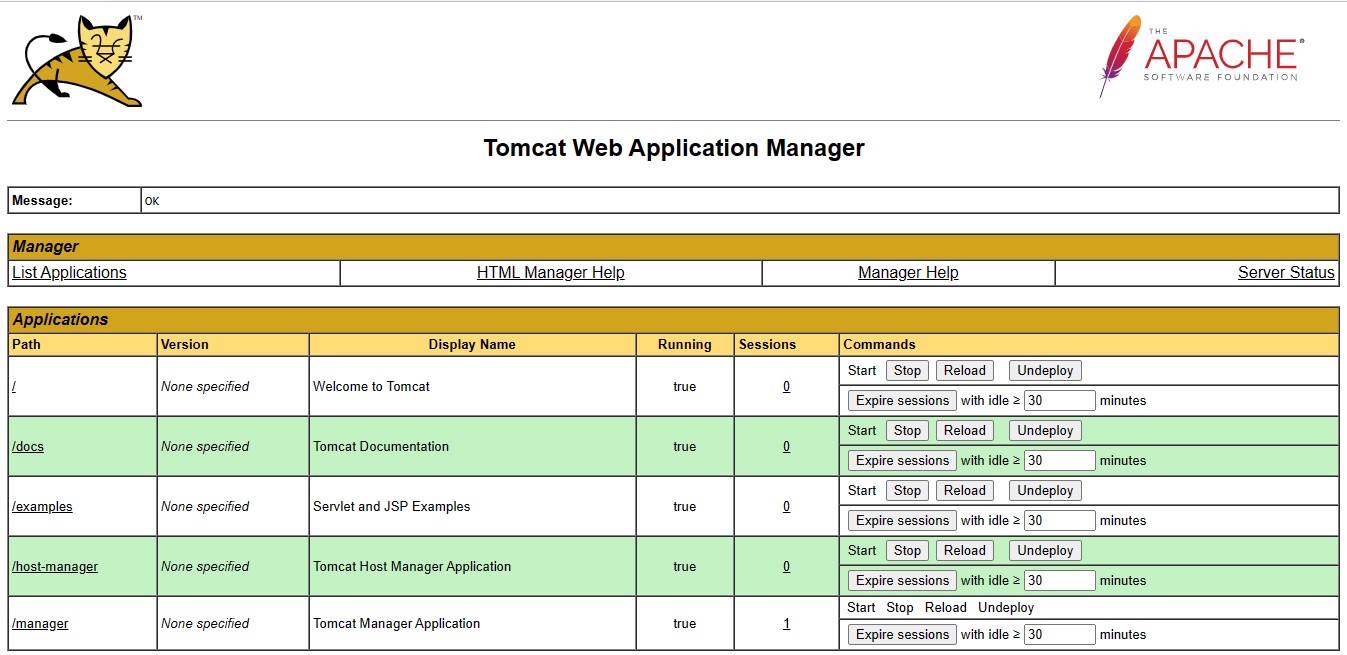 TM
THE
APACHE®
SOFTWARE FOUNDATION
Tomcat Web Application Manager
Message: OK
Manager
List Applications HTML Manager Help Manager Help Server Status
Applications
Path Version Display Name Running Sessions Commands
/ None specified Welcome to Tomcat true 0 Start Stop Reload Undeploy
Expire sessions with idle ≥ 30 minutes
/docs None specified Tomcat Documentation true 0 Start Stop Reload Undeploy
Expire sessions with idle ≥ 30 minutes
/examples None specified Servlet and JSP Examples true 0 Start Stop Reload Undeploy
Expire sessions with idle ≥ 30 minutes
/host-manager None specified Tomcat Host Manager Application true 0 Start Stop Reload Undeploy
Expire sessions with idle ≥ 30 minutes
/manager None specified Tomcat Manager Application true 1 Start Stop Reload Undeploy
Expire sessions with idle ≥ 30 minutes